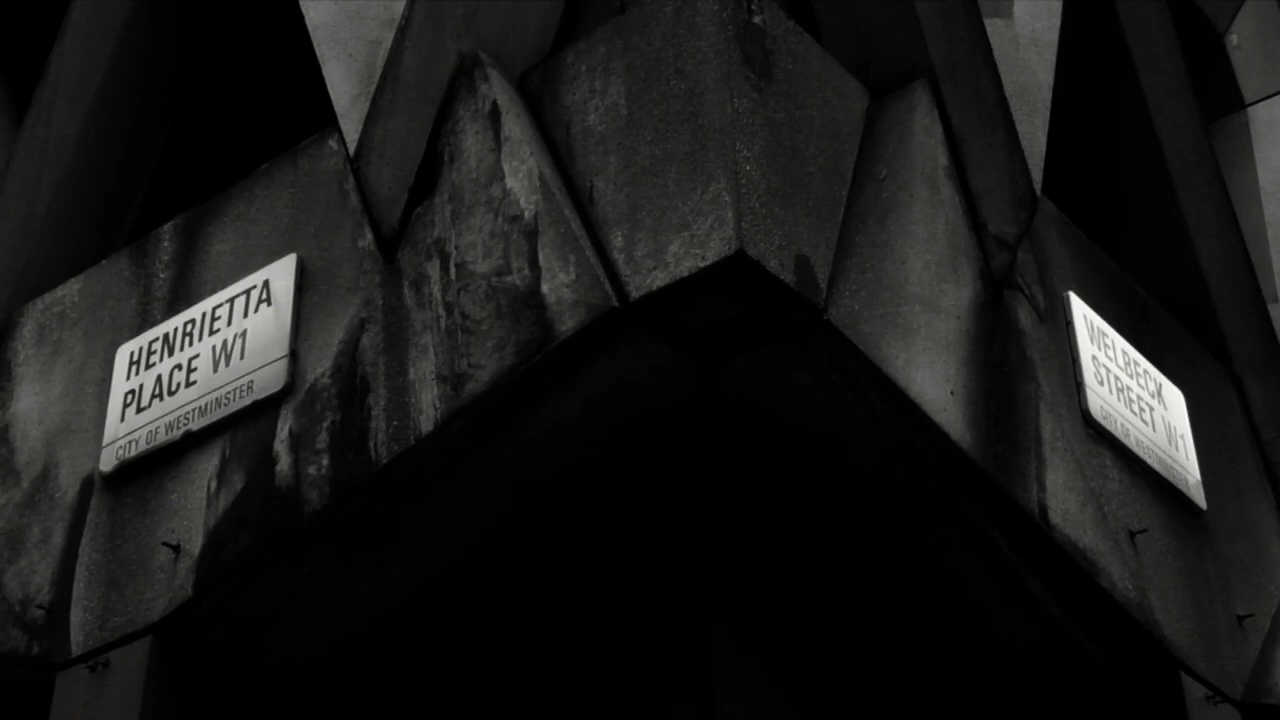 HENRIETTA
PLACE W1
CITY OF WESTMINSTER
WELBECK
STREET W1
CITY OF WESTMINSTER